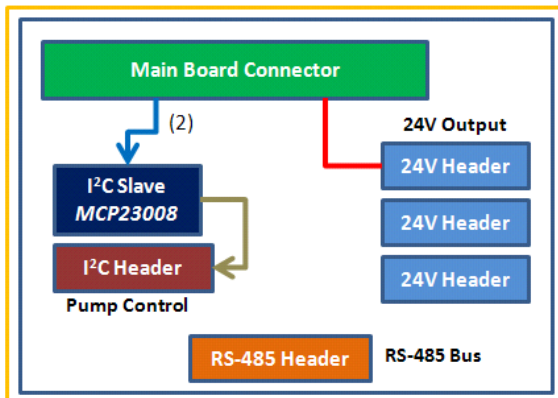 Main Board Connector
(2)
24V Output
I²C Slave
MCP23008
24V Header
I²C Header
24V Header
Pump Control
24V Header
RS-485 Header
RS-485 Bus